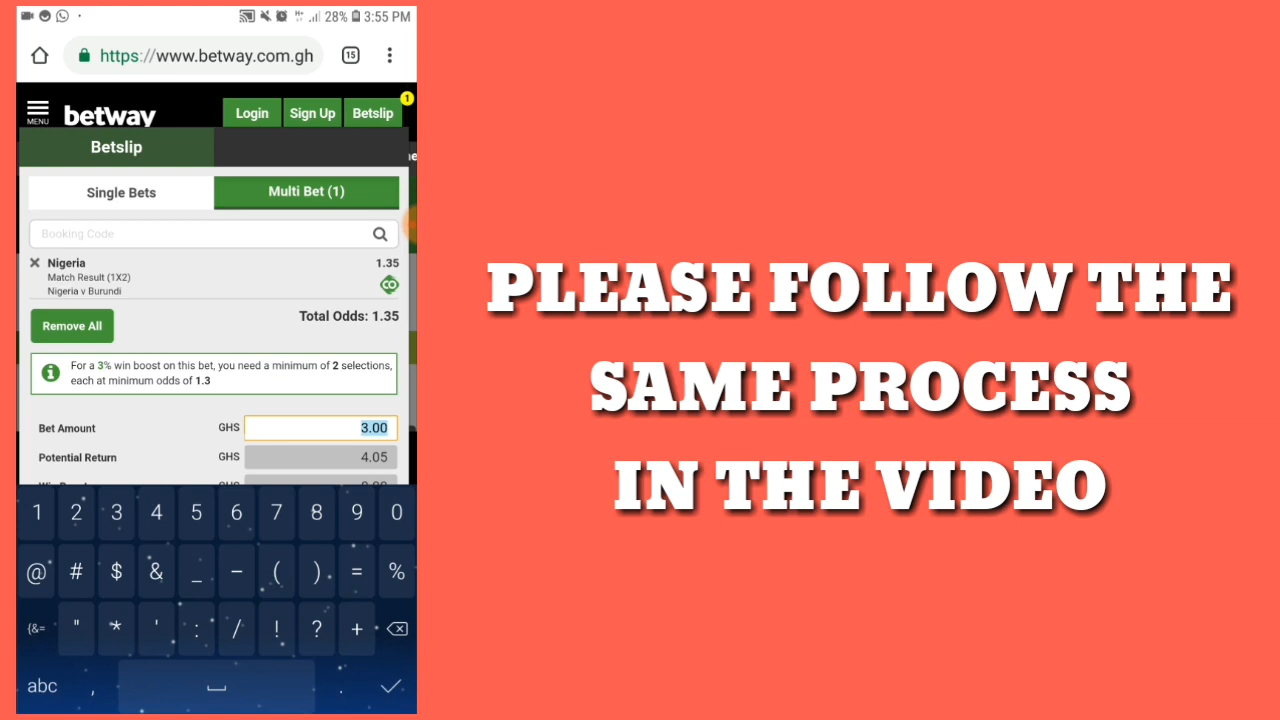 28% 3:55 PM
https://www.betway.com.gh
15
MENU
betway
Login
Sign Up
Betslip
1
Betslip
Single Bets
Multi Bet (1)
Booking Code
Nigeria 1.35
Match Result (1X2)
Nigeria v Burundi
CO
Remove All
Total Odds: 1.35
For a 3% win boost on this bet, you need a minimum of 2 selections,
each at minimum odds of 1.3
Bet Amount GHS 3.00
Potential Return GHS 4.05
1 2 3 4 5 6 7 8 9 0
@ # $ & _ – ( ) = %
{&= " * ' : / ! ? +
abc , .
PLEASE FOLLOW THE
SAME PROCESS
IN THE VIDEO